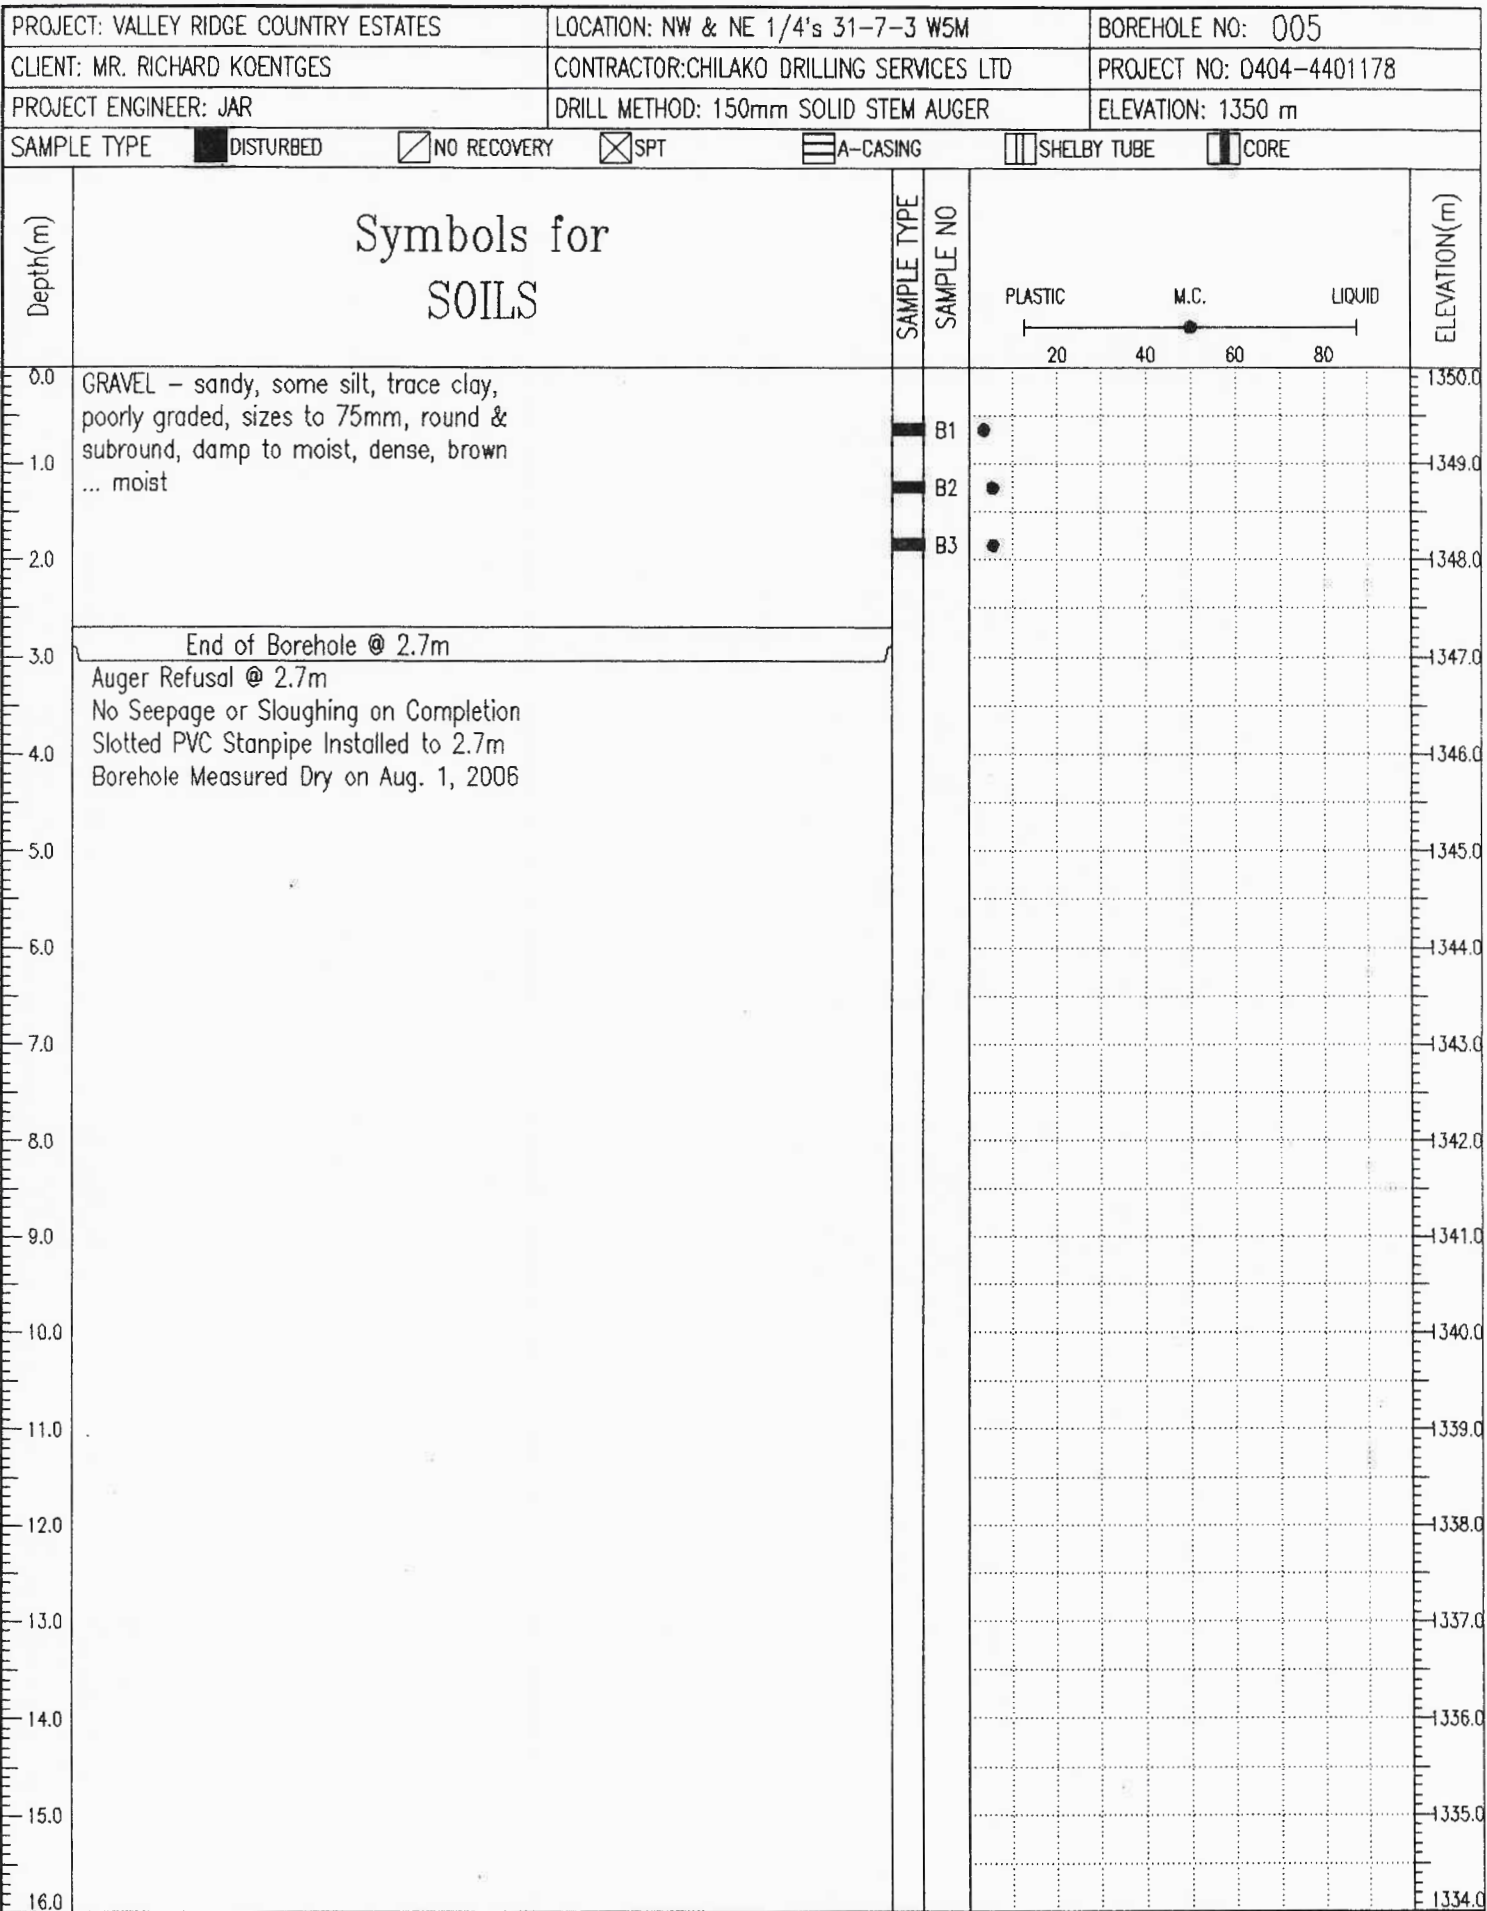 PROJECT: VALLEY RIDGE COUNTRY ESTATES
LOCATION: NW & NE 1/4's 31-7-3 W5M
BOREHOLE NO: 005
CLIENT: MR. RICHARD KOENTGES
CONTRACTOR:CHILAKO DRILLING SERVICES LTD
PROJECT NO: 0404-4401178
PROJECT ENGINEER: JAR
DRILL METHOD: 150mm SOLID STEM AUGER
ELEVATION: 1350 m
SAMPLE TYPE DISTURBED NO RECOVERY SPT A-CASING SHELBY TUBE CORE
Depth(m)
Symbols for
SOILS
SAMPLE TYPE
SAMPLE NO
PLASTIC M.C. LIQUID
20 40 60 80
ELEVATION(m)
0.0
1.0
2.0
3.0
4.0
5.0
6.0
7.0
8.0
9.0
10.0
11.0
12.0
13.0
14.0
15.0
16.0
GRAVEL - sandy, some silt, trace clay,
poorly graded, sizes to 75mm, round &
subround, damp to moist, dense, brown
... moist
End of Borehole @ 2.7m
Auger Refusal @ 2.7m
No Seepage or Sloughing on Completion
Slotted PVC Stanpipe Installed to 2.7m
Borehole Measured Dry on Aug. 1, 2006
B1
B2
B3
1350.0
1349.0
1348.0
1347.0
1346.0
1345.0
1344.0
1343.0
1342.0
1341.0
1340.0
1339.0
1338.0
1337.0
1336.0
1335.0
1334.0